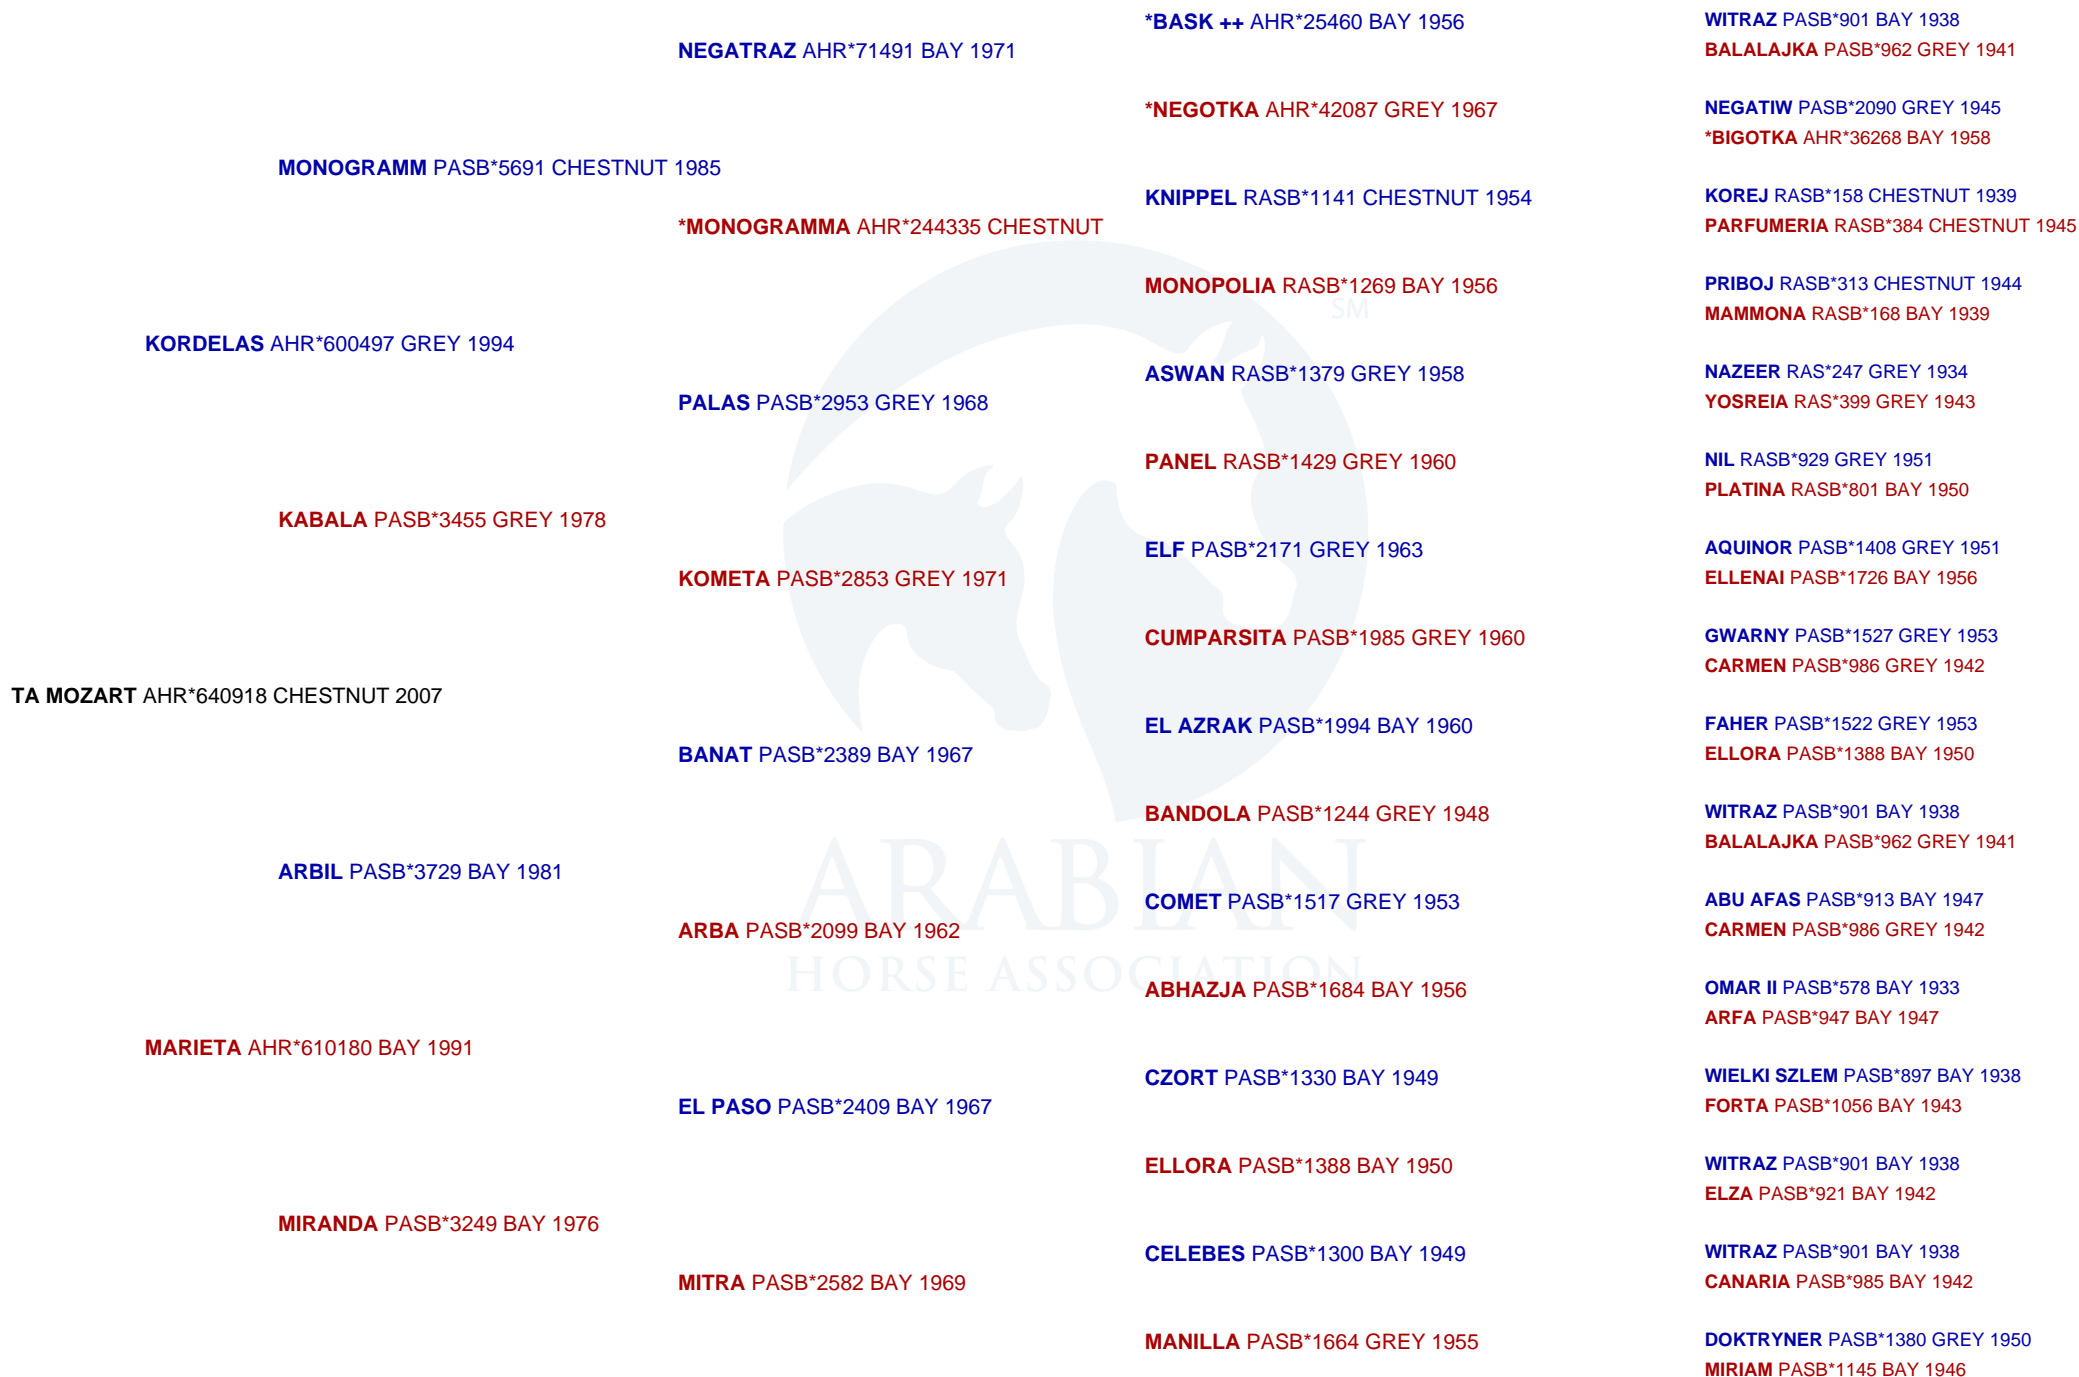 *BASK ++ AHR*25460 BAY 1956
WITRAZ PASB*901 BAY 1938
NEGATRAZ AHR*71491 BAY 1971
BALALAJKA PASB*962 GREY 1941
*NEGOTKA AHR*42087 GREY 1967
NEGATIW PASB*2090 GREY 1945
*BIGOTKA AHR*36268 BAY 1958
MONOGRAMM PASB*5691 CHESTNUT 1985
KNIPPEL RASB*1141 CHESTNUT 1954
KOREJ RASB*158 CHESTNUT 1939
*MONOGRAMMA AHR*244335 CHESTNUT
PARFUMERIA RASB*384 CHESTNUT 1945
MONOPOLIA RASB*1269 BAY 1956
PRIBOJ RASB*313 CHESTNUT 1944
SM
MAMMONA RASB*168 BAY 1939
KORDELAS AHR*600497 GREY 1994
ASWAN RASB*1379 GREY 1958
NAZEER RAS*247 GREY 1934
PALAS PASB*2953 GREY 1968
YOSREIA RAS*399 GREY 1943
PANEL RASB*1429 GREY 1960
NIL RASB*929 GREY 1951
PLATINA RASB*801 BAY 1950
KABALA PASB*3455 GREY 1978
ELF PASB*2171 GREY 1963
AQUINOR PASB*1408 GREY 1951
KOMETA PASB*2853 GREY 1971
ELLENAI PASB*1726 BAY 1956
CUMPARSITA PASB*1985 GREY 1960
GWARNY PASB*1527 GREY 1953
CARMEN PASB*986 GREY 1942
TA MOZART AHR*640918 CHESTNUT 2007
EL AZRAK PASB*1994 BAY 1960
FAHER PASB*1522 GREY 1953
BANAT PASB*2389 BAY 1967
ELLORA PASB*1388 BAY 1950
BANDOLA PASB*1244 GREY 1948
WITRAZ PASB*901 BAY 1938
BALALAJKA PASB*962 GREY 1941
ARABIAN
ARBIL PASB*3729 BAY 1981
COMET PASB*1517 GREY 1953
ABU AFAS PASB*913 BAY 1947
ARBA PASB*2099 BAY 1962
CARMEN PASB*986 GREY 1942
HORSE ASSOCIATION
ABHAZJA PASB*1684 BAY 1956
OMAR II PASB*578 BAY 1933
ARFA PASB*947 BAY 1947
MARIETA AHR*610180 BAY 1991
CZORT PASB*1330 BAY 1949
WIELKI SZLEM PASB*897 BAY 1938
EL PASO PASB*2409 BAY 1967
FORTA PASB*1056 BAY 1943
ELLORA PASB*1388 BAY 1950
WITRAZ PASB*901 BAY 1938
ELZA PASB*921 BAY 1942
MIRANDA PASB*3249 BAY 1976
CELEBES PASB*1300 BAY 1949
WITRAZ PASB*901 BAY 1938
MITRA PASB*2582 BAY 1969
CANARIA PASB*985 BAY 1942
MANILLA PASB*1664 GREY 1955
DOKTRYNER PASB*1380 GREY 1950
MIRIAM PASB*1145 BAY 1946